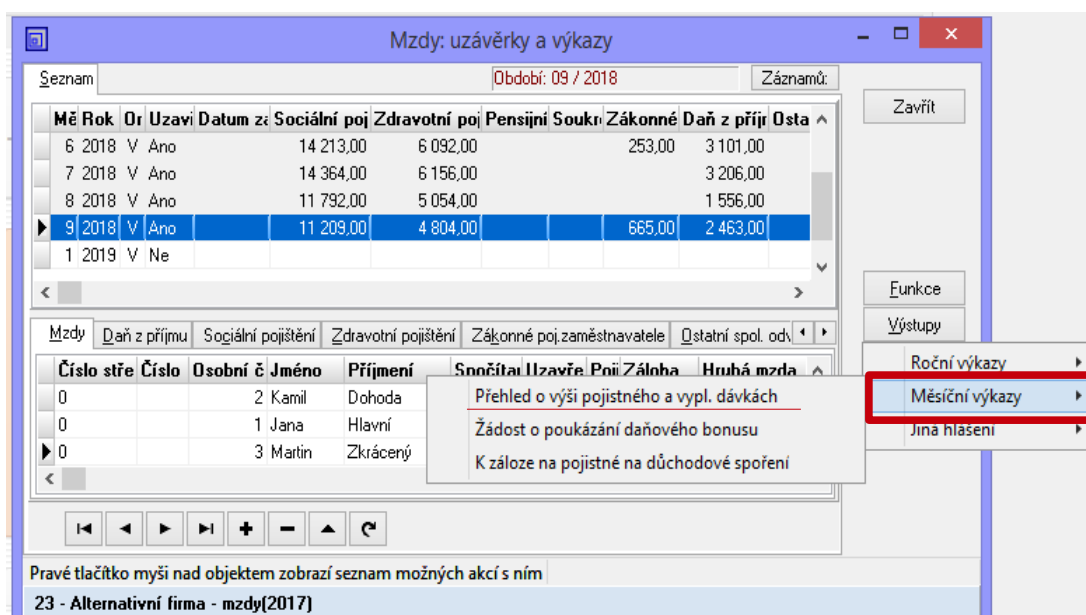 Mzdy: uzávěrky a výkazy
Seznam Období: 09 / 2018 Záznamů:
Zavřít
Mě Rok Or Uzaví Datum za Sociální poj Zdravotní poj Pensijní Soukr Zákonné Daň z příjm Osta
6 2018 V Ano 14 213,00 6 092,00 253,00 3 101,00
7 2018 V Ano 14 364,00 6 156,00 3 206,00
8 2018 V Ano 11 792,00 5 054,00 1 556,00
9 2018 V Ano 11 209,00 4 804,00 665,00 2 463,00
1 2019 V Ne
Funkce
Výstupy
Mzdy Daň z příjmu Sociální pojištění Zdravotní pojištění Zákonné poj.zaměstnavatele Ostatní spol. odv
Číslo stře Číslo Osobní č Jméno Příjmení Spočítaı Uzavře Poji Záloha Hrubá mzda
0 2 Kamil Dohoda
0 1 Jana Hlavní
0 3 Martin Zkrácený
Přehled o výši pojistného a vypl. dávkách
Žádost o poukázání daňového bonusu
K záloze na pojistné na důchodové spoření
Roční výkazy
Měsíční výkazy
Jiná hlášení
Pravé tlačítko myši nad objektem zobrazí seznam možných akcí s ním
23 - Alternativní firma - mzdy(2017)